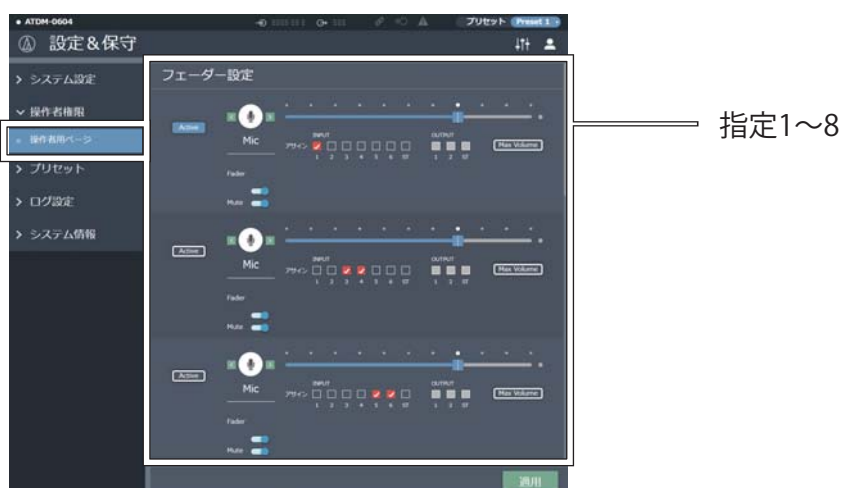 ATDM-0604
プリセット Preset 1
設定&保守
システム設定
操作者権限
操作者用ページ
プリセット
ログ設定
システム情報
フェーダー設定
Active
Mic
アサイン
INPUT
1 2 3 4 5 6 ST
OUTPUT
1 2 ST
Max Volume
Fader
Mute
Active
Mic
アサイン
INPUT
1 2 3 4 5 6 ST
OUTPUT
1 2 ST
Max Volume
Fader
Mute
Active
Mic
アサイン
INPUT
1 2 3 4 5 6 ST
OUTPUT
1 2 ST
Max Volume
Fader
Mute
適用
指定1～8